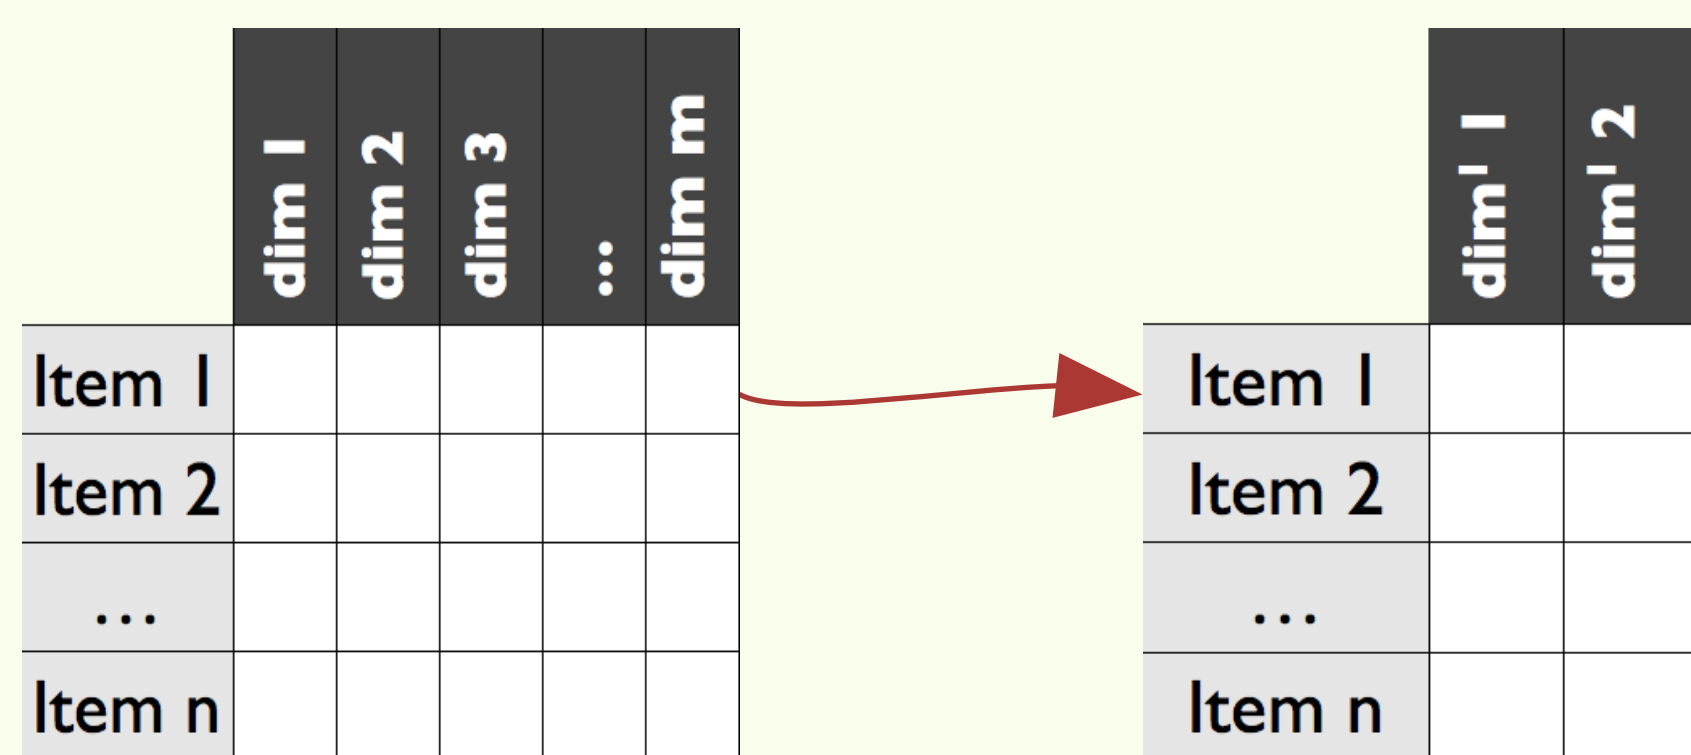 dim 1
dim 2
dim 3
...
dim m
Item 1
Item 2
...
Item n
dim' 1
dim' 2
Item 1
Item 2
...
Item n